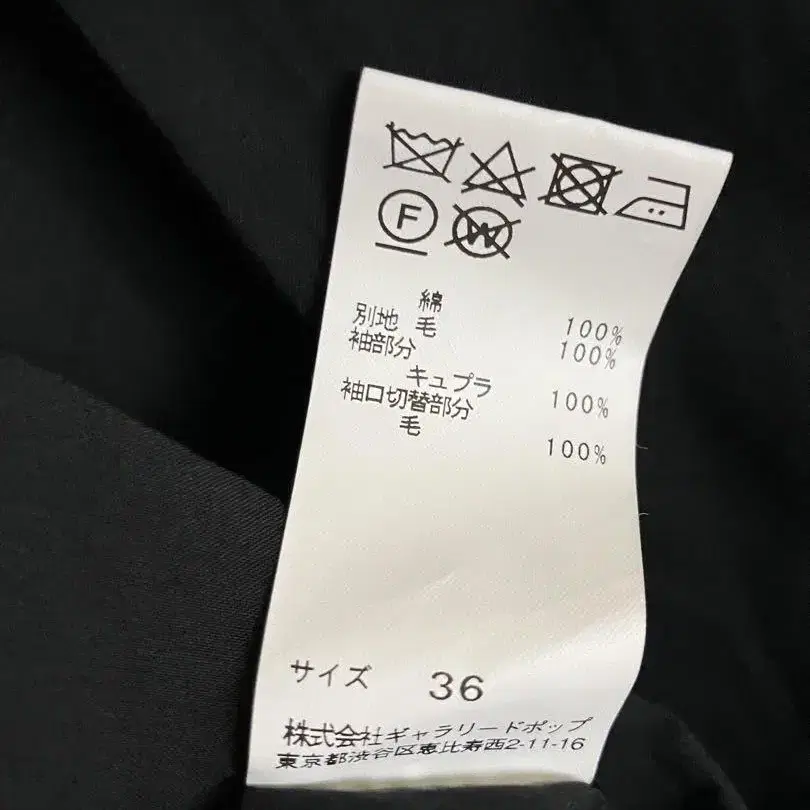 F W
綿 100%
別地 毛 100%
袖部分
キュプラ 100%
袖口切替部分
毛 100%
サイズ 36
株式会社ギャラリードポップ
東京都渋谷区恵比寿西2-11-16